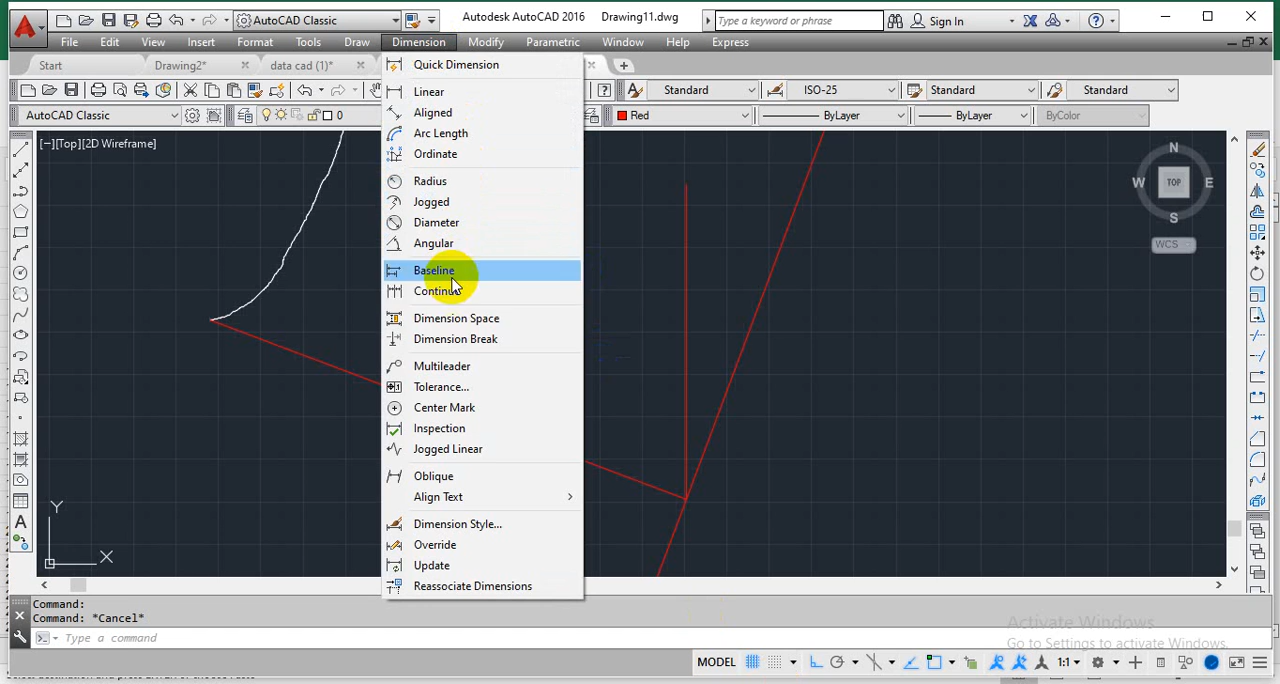 AutoCAD Classic
Autodesk AutoCAD 2016 Drawing11.dwg
Type a keyword or phrase
Sign In
File Edit View Insert Format Tools Draw Dimension Modify Parametric Window Help Express
Start Drawing2* data cad (1)*
Standard ISO-25 Standard Standard
AutoCAD Classic 0 Red ByLayer ByLayer ByColor
[−][Top][2D Wireframe]
Quick Dimension
Linear
Aligned
Arc Length
Ordinate
Radius
Jogged
Diameter
Angular
Baseline
Continue
Dimension Space
Dimension Break
Multileader
Tolerance...
Center Mark
Inspection
Jogged Linear
Oblique
Align Text
Dimension Style...
Override
Update
Reassociate Dimensions
N
W TOP E
S
WCS
Y
X
Command:
Command: *Cancel*
Type a command
Activate Windows
Go to Settings to activate Windows.
MODEL 1:1